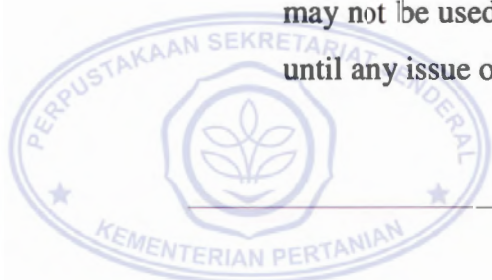 may not be used
until any issue o
PERPUSTAKAAN SEKRETARIAT JENDERAL
KEMENTERIAN PERTANIAN